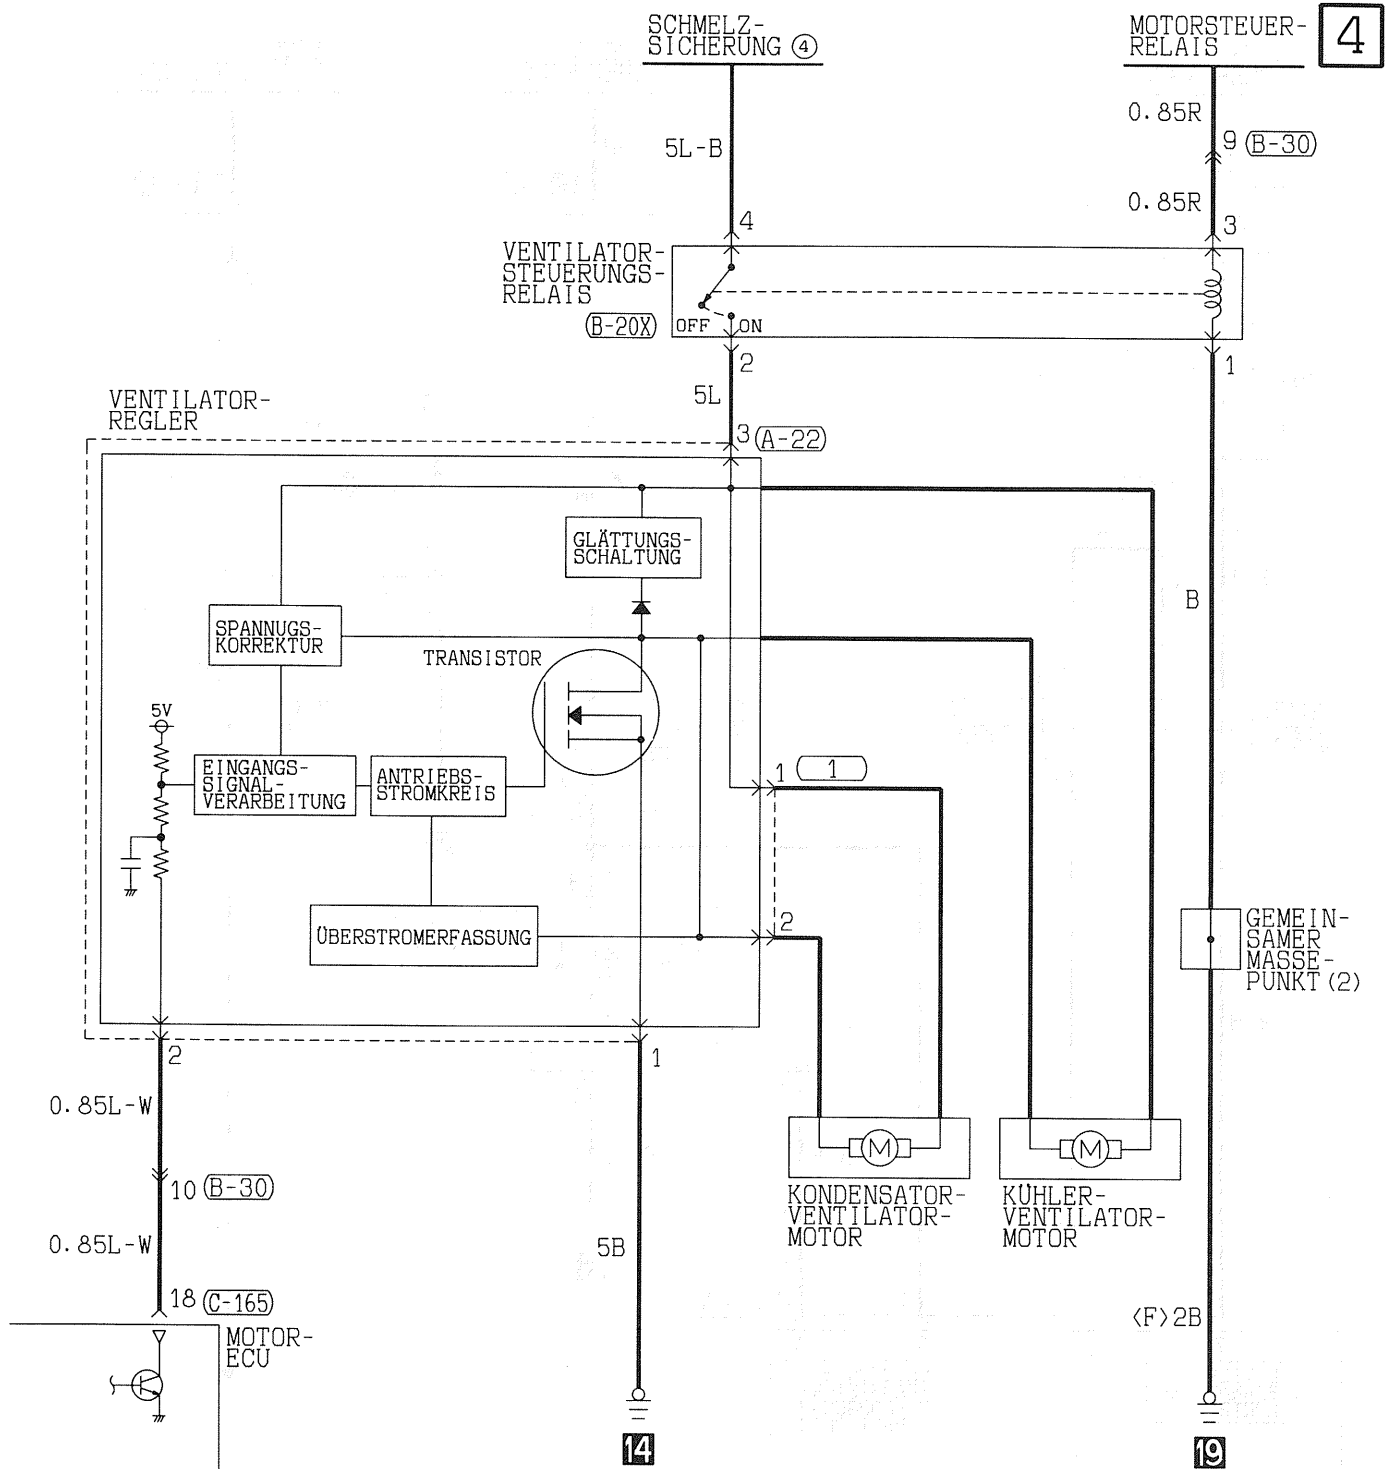 SCHMELZ-
SICHERUNG ④
MOTORSTEUER-
RELAIS
4
0.85R
5L-B
9 (B-30)
0.85R
4
3
VENTILATOR-
STEUERUNGS-
RELAIS
(B-20X)
OFF ON
2
1
5L
VENTILATOR-
REGLER
3 (A-22)
GLÄTTUNGS-
SCHALTUNG
B
SPANNUGS-
KORREKTUR
TRANSISTOR
5V
EINGANGS-
SIGNAL-
VERARBEITUNG
ANTRIEBS-
STROMKREIS
1 (1)
2
ÜBERSTROMERFASSUNG
GEMEIN-
SAMER
MASSE-
PUNKT (2)
2
1
0.85L-W
M
M
10 (B-30)
KONDENSATOR-
VENTILATOR-
MOTOR
KÜHLER-
VENTILATOR-
MOTOR
0.85L-W
5B
18 (C-165)
<F>2B
MOTOR-
ECU
14
19